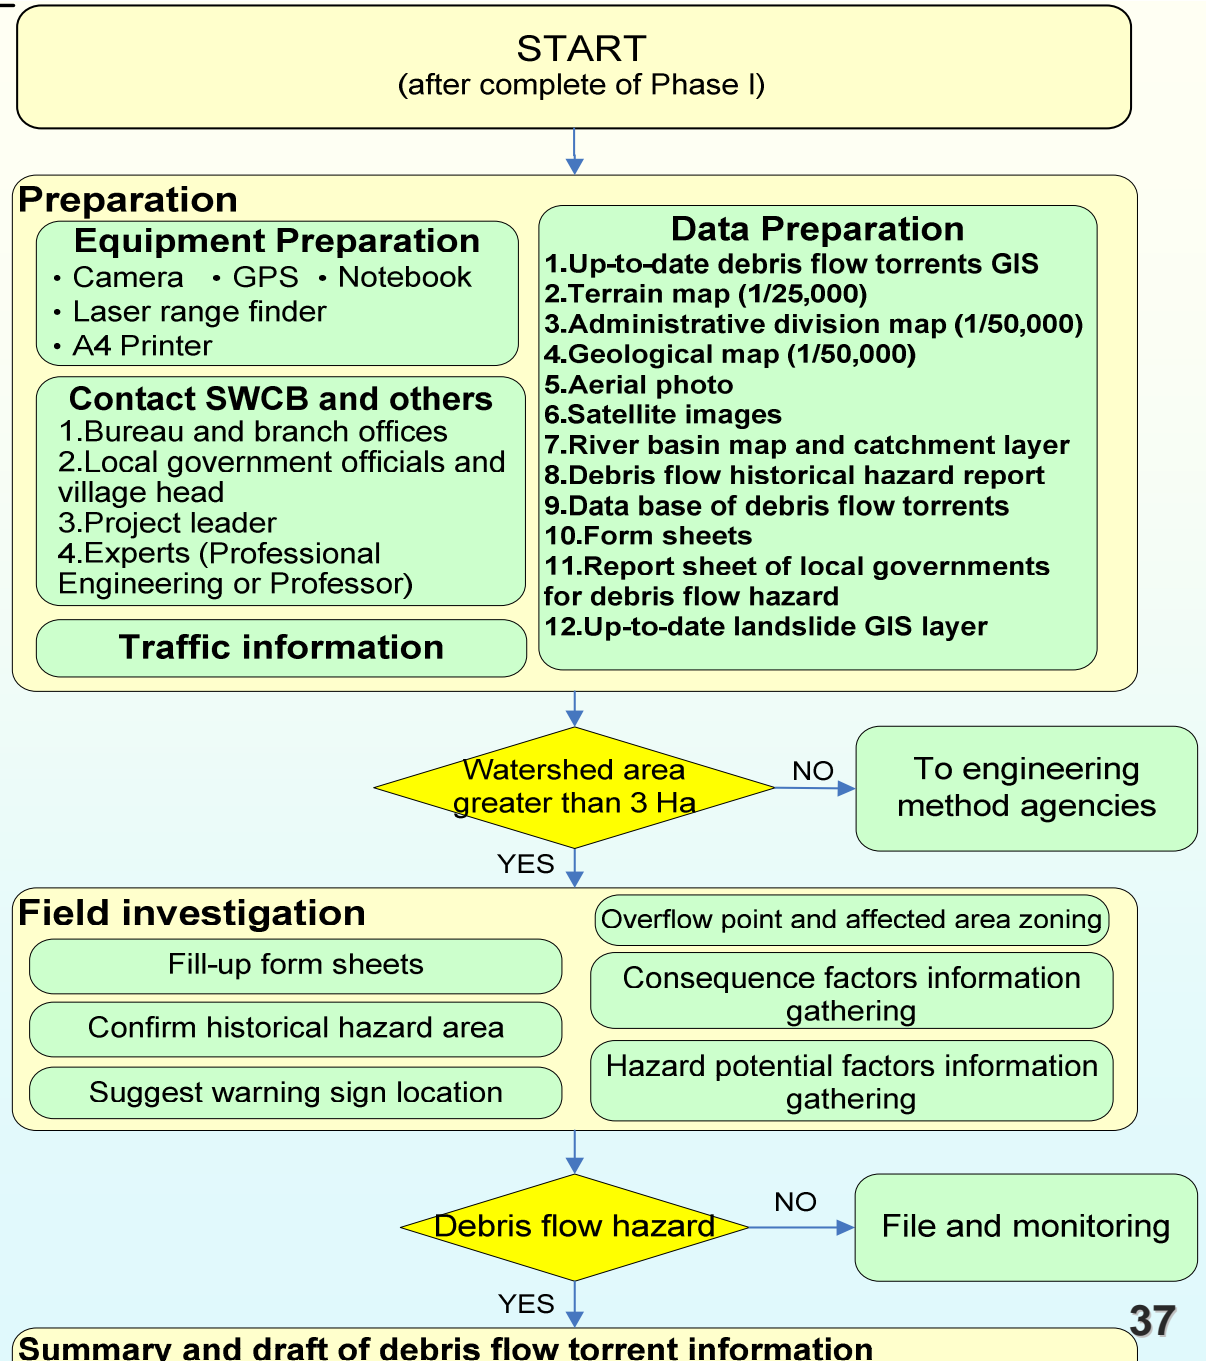 START
(after complete of Phase I)
Preparation
Equipment Preparation
· Camera · GPS · Notebook
· Laser range finder
· A4 Printer
Contact SWCB and others
1.Bureau and branch offices
2.Local government officials and
village head
3.Project leader
4.Experts (Professional
Engineering or Professor)
Traffic information
Data Preparation
1.Up-to-date debris flow torrents GIS
2.Terrain map (1/25,000)
3.Administrative division map (1/50,000)
4.Geological map (1/50,000)
5.Aerial photo
6.Satellite images
7.River basin map and catchment layer
8.Debris flow historical hazard report
9.Data base of debris flow torrents
10.Form sheets
11.Report sheet of local governments
for debris flow hazard
12.Up-to-date landslide GIS layer
Watershed area
greater than 3 Ha
NO
To engineering
method agencies
YES
Field investigation
Fill-up form sheets
Confirm historical hazard area
Suggest warning sign location
Overflow point and affected area zoning
Consequence factors information
gathering
Hazard potential factors information
gathering
Debris flow hazard
NO
File and monitoring
YES
37
Summary and draft of debris flow torrent information